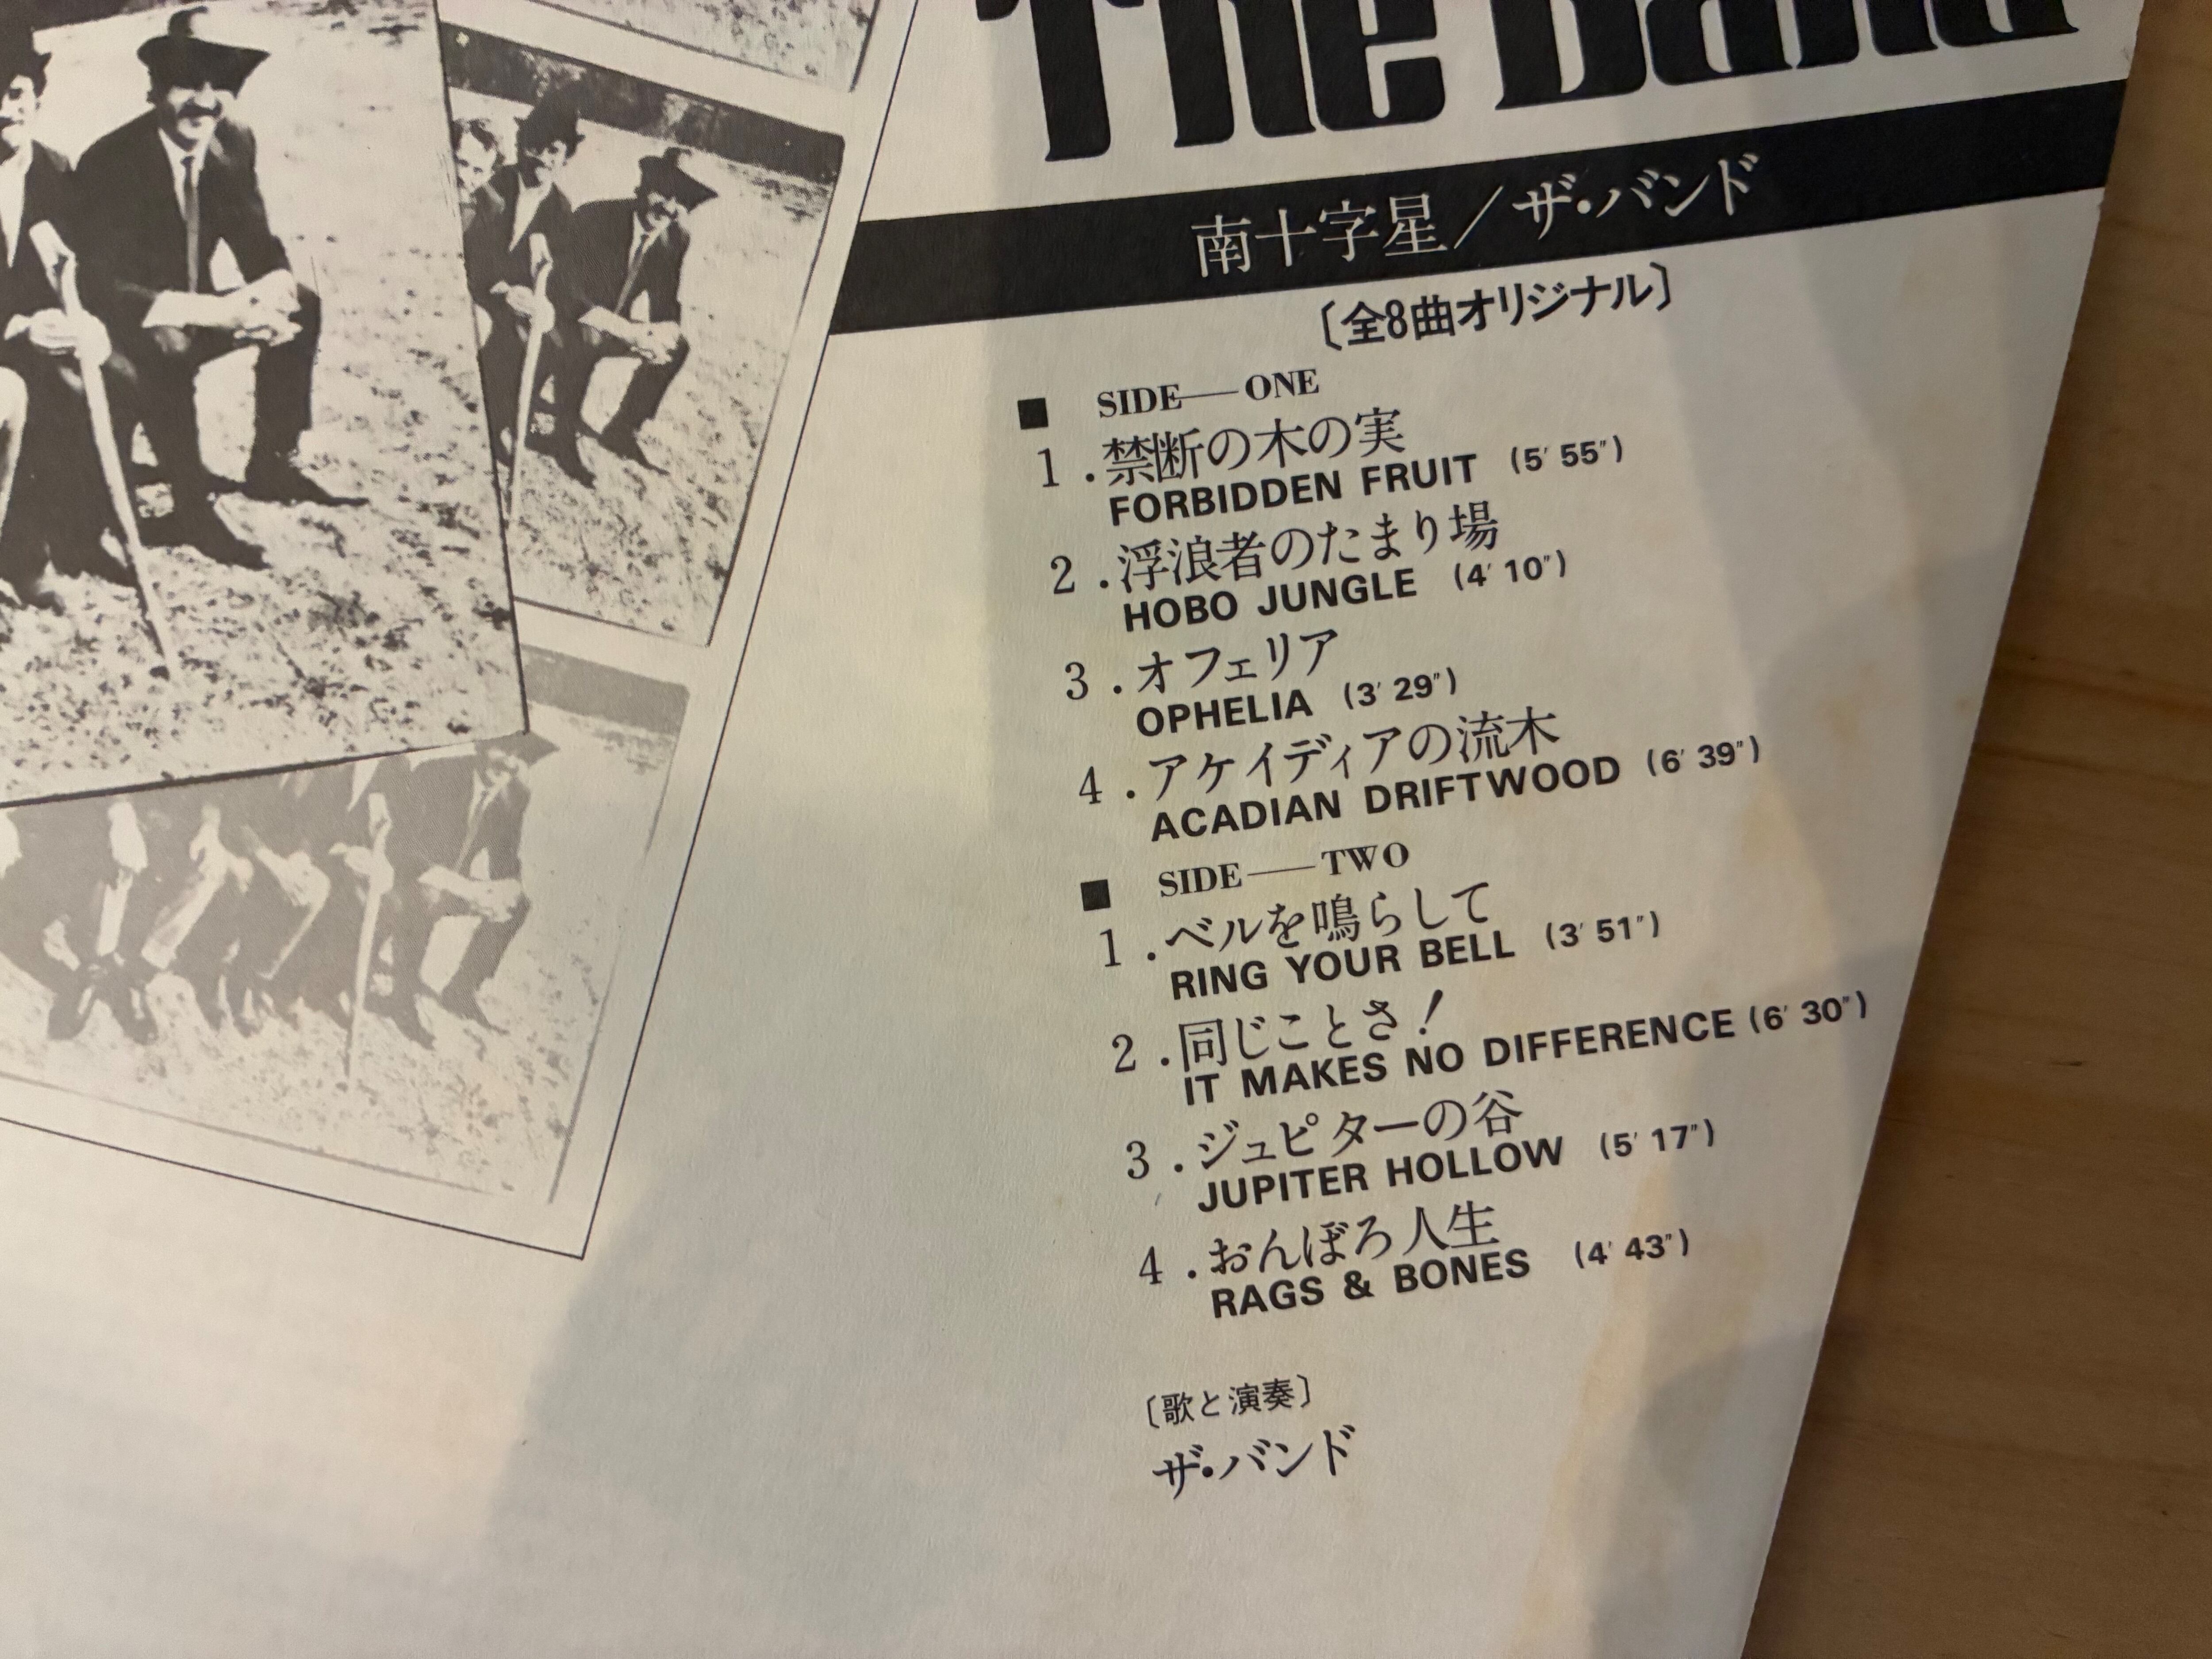 The Band
南十字星／ザ・バンド
〔全8曲オリジナル〕
■ SIDE—ONE
1.禁断の木の実
FORBIDDEN FRUIT (5′55″)
2.浮浪者のたまり場
HOBO JUNGLE (4′10″)
3.オフェリア
OPHELIA (3′29″)
4.アケイディアの流木
ACADIAN DRIFTWOOD (6′39″)
■ SIDE—TWO
1.ベルを鳴らして
RING YOUR BELL (3′51″)
2.同じことさ！
IT MAKES NO DIFFERENCE (6′30″)
3.ジュピターの谷
JUPITER HOLLOW (5′17″)
4.おんぼろ人生
RAGS & BONES (4′43″)
〔歌と演奏〕
ザ・バンド